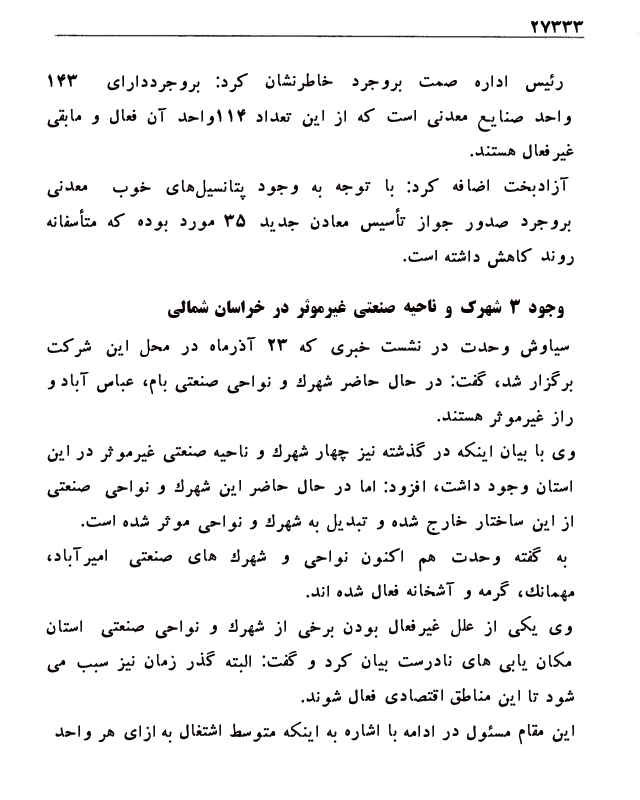 ۲۷۳۳۳
رئیس اداره صمت بروجرد خاطرنشان کرد: بروجرددارای ۱۴۳
واحد صنایع معدنی است که از این تعداد ۱۱۴واحد آن فعال و مابقی
غیرفعال هستند.
آزادبخت اضافه کرد: با توجه به وجود پتانسیل‌های خوب معدنی
بروجرد صدور جواز تأسیس معادن جدید ۳۵ مورد بوده که متأسفانه
روند کاهش داشته است.
وجود ۳ شهرک و ناحیه صنعتی غیرموثر در خراسان شمالی
سیاوش وحدت در نشست خبری که ۲۳ آذرماه در محل این شرکت
برگزار شد، گفت: در حال حاضر شهرک و نواحی صنعتی بام، عباس آباد و
راز غیرموثر هستند.
وی با بیان اینکه در گذشته نیز چهار شهرک و ناحیه صنعتی غیرموثر در این
استان وجود داشت، افزود: اما در حال حاضر این شهرک و نواحی صنعتی
از این ساختار خارج شده و تبدیل به شهرک و نواحی موثر شده است.
به گفته وحدت هم اکنون نواحی و شهرک های صنعتی امیرآباد،
مهمانک، گرمه و آشخانه فعال شده اند.
وی یکی از علل غیرفعال بودن برخی از شهرک و نواحی صنعتی استان
مکان یابی های نادرست بیان کرد و گفت: البته گذر زمان نیز سبب می
شود تا این مناطق اقتصادی فعال شوند.
این مقام مسئول در ادامه با اشاره به اینکه متوسط اشتغال به ازای هر واحد